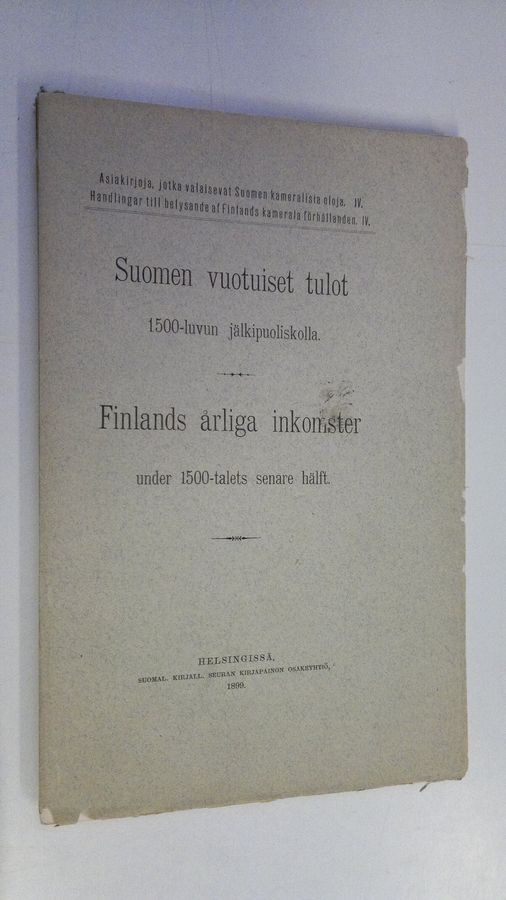 Asiakirjoja, jotka valaisevat Suomen kameralisia oloja. IV.
Handlingar till belysande af Finlands kamerala förhållanden. IV.
Suomen vuotuiset tulot
1500-luvun jälkipuoliskolla.
Finlands årliga inkomster
under 1500-talets senare hälft.
HELSINGISSÄ,
SUOMAL. KIRJALL. SEURAN KIRJAPAINON OSAKEYHTIÖ,
1899.